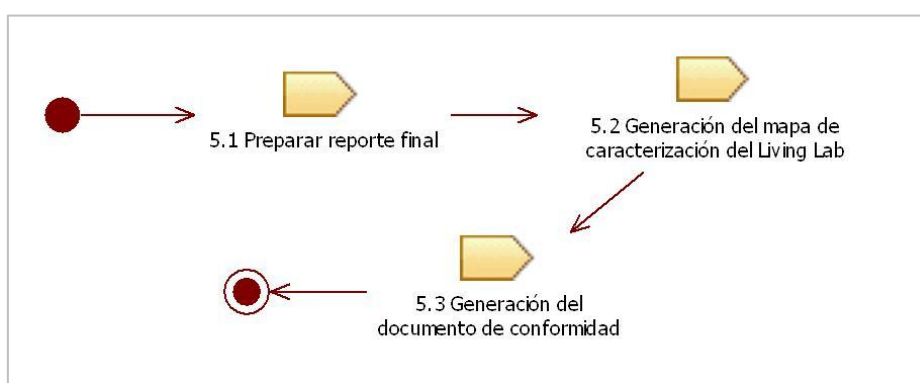 5.1 Preparar reporte final
5.2 Generación del mapa de
caracterización del Living Lab
5.3 Generación del
documento de conformidad